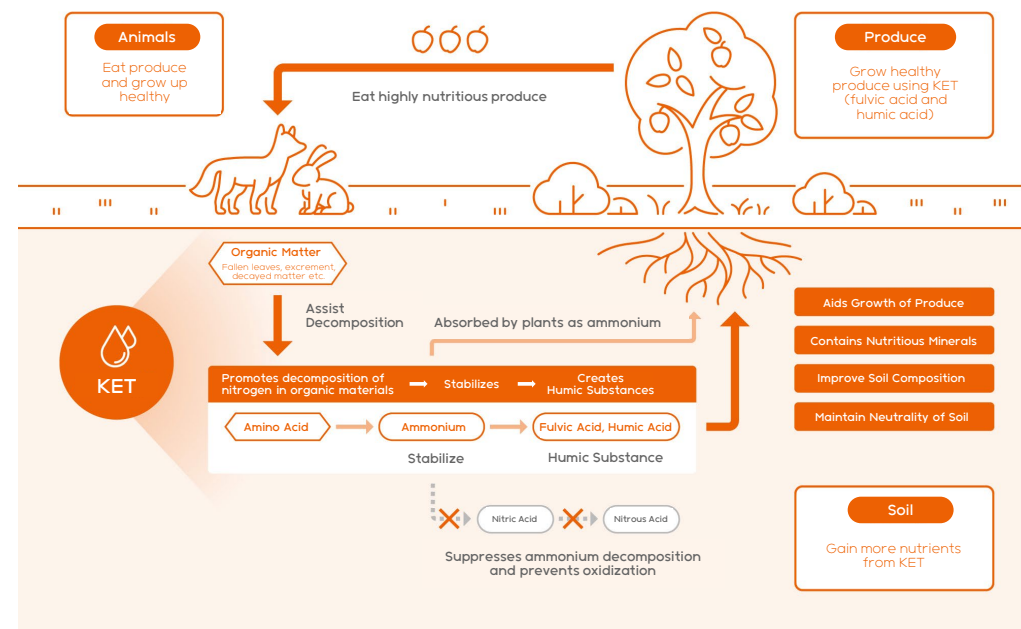 Animals
Eat produce
and grow up
healthy
Eat highly nutritious produce
Produce
Grow healthy
produce using KET
(fulvic acid and
humic acid)
Organic Matter
Fallen leaves, excrement,
decayed matter etc.
Assist
Decomposition
Absorbed by plants as ammonium
KET
Promotes decomposition of
nitrogen in organic materials
Stabilizes
Creates
Humic Substances
Amino Acid
Ammonium
Fulvic Acid, Humic Acid
Stabilize
Humic Substance
Nitric Acid
Nitrous Acid
Suppresses ammonium decomposition
and prevents oxidization
Aids Growth of Produce
Contains Nutritious Minerals
Improve Soil Composition
Maintain Neutrality of Soil
Soil
Gain more nutrients
from KET